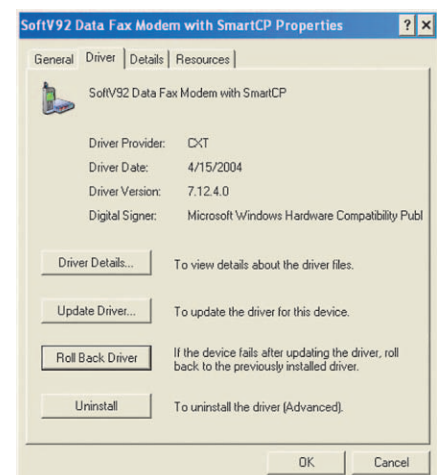 SoftV92 Data Fax Modem with SmartCP Properties ? ×
General Driver Details Resources
SoftV92 Data Fax Modem with SmartCP
Driver Provider: CXT
Driver Date: 4/15/2004
Driver Version: 7.12.4.0
Digital Signer: Microsoft Windows Hardware Compatibility Publ
Driver Details... To view details about the driver files.
Update Driver... To update the driver for this device.
Roll Back Driver If the device fails after updating the driver, roll
back to the previously installed driver.
Uninstall To uninstall the driver (Advanced).
OK Cancel